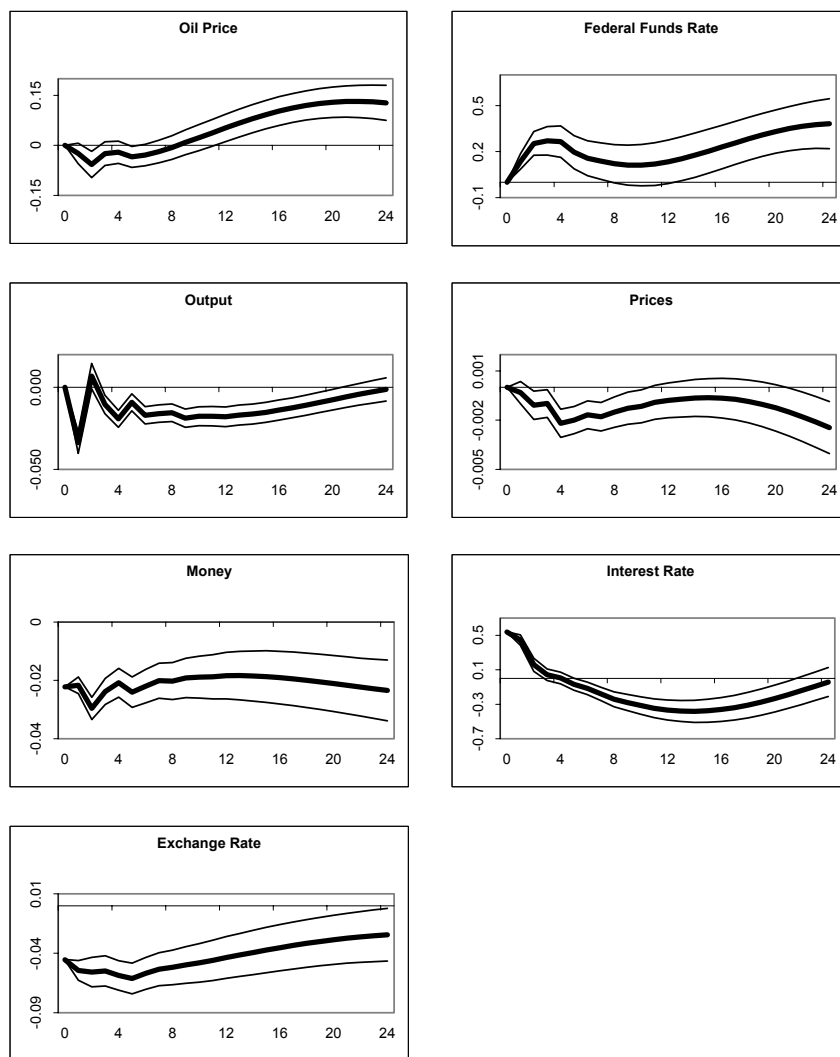 Oil Price
0.15
0
-0.15
0 4 8 12 16 20 24
Federal Funds Rate
0.5
0.2
-0.1
0 4 8 12 16 20 24
Output
0.000
-0.050
0 4 8 12 16 20 24
Prices
0.001
-0.002
-0.005
0 4 8 12 16 20 24
Money
0
-0.02
-0.04
0 4 8 12 16 20 24
Interest Rate
0.5
0.1
-0.3
-0.7
0 4 8 12 16 20 24
Exchange Rate
0.01
-0.04
-0.09
0 4 8 12 16 20 24